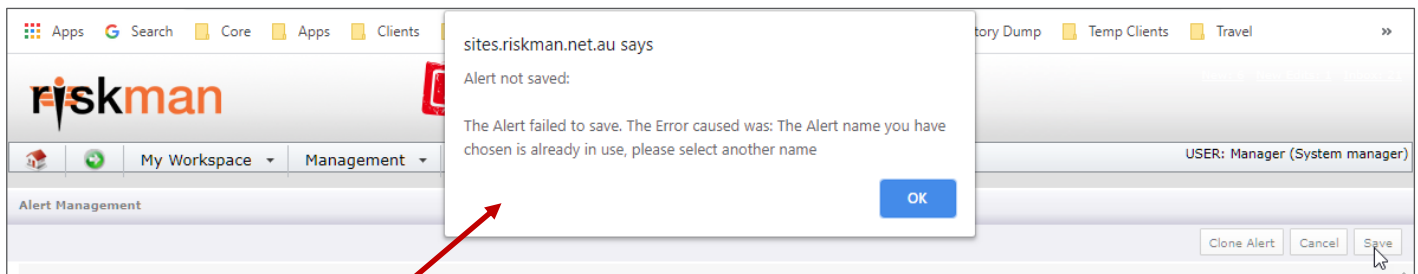 Apps G Search Core Apps Clients tory Dump Temp Clients Travel »
sites.riskman.net.au says
Alert not saved:
riskman
The Alert failed to save. The Error caused was: The Alert name you have
chosen is already in use, please select another name
My Workspace Management USER: Manager (System manager)
OK
Alert Management
Clone Alert Cancel Save